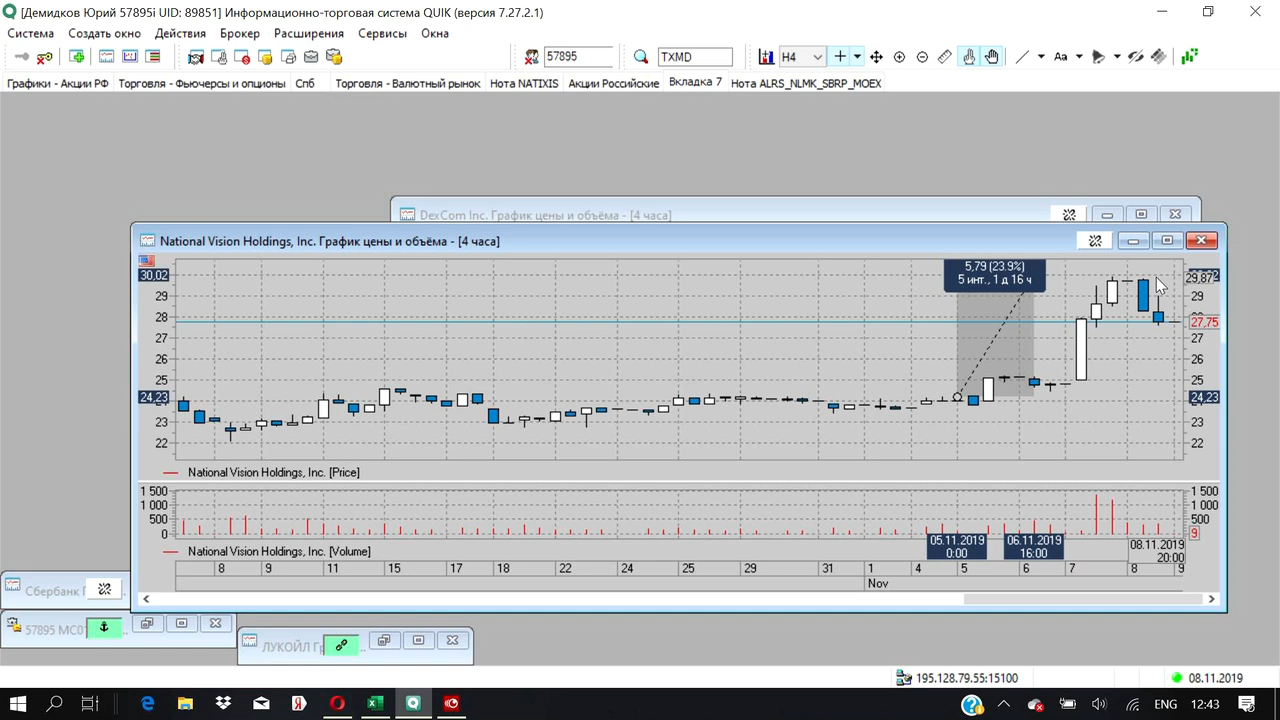 [Демидков Юрий 57895i UID: 89851] Информационно-торговая система QUIK (версия 7.27.2.1)
Система Создать окно Действия Брокер Расширения Сервисы Окна
57895 TXMD H4 Aa
Графики - Акции РФ Торговля - Фьючерсы и опционы Спб Торговля - Валютный рынок Нота NATIXIS Акции Российские Вкладка 7 Нота ALRS_NLMK_SBRP_MOEX
DexCom Inc. График цены и объёма - [4 часа]
National Vision Holdings, Inc. График цены и объёма - [4 часа]
5,79 (23.9%)
5 инт., 1 д 16 ч
30,02 29,87
29 29
28 28
27,75
27 27
26 26
25 25
24,23 24,23
23 23
22 22
National Vision Holdings, Inc. [Price]
1 500 1 500
1 000 1 000
500 500
0 9
National Vision Holdings, Inc. [Volume]
05.11.2019 0:00
06.11.2019 16:00
08.11.2019 20:00
8 9 11 15 17 18 22 24 25 29 31 1 4 5 6 7 8 9
Nov
Сбербанк
57895 MC0
ЛУКОЙЛ Гр
195.128.79.55:15100 08.11.2019
ENG 12:43